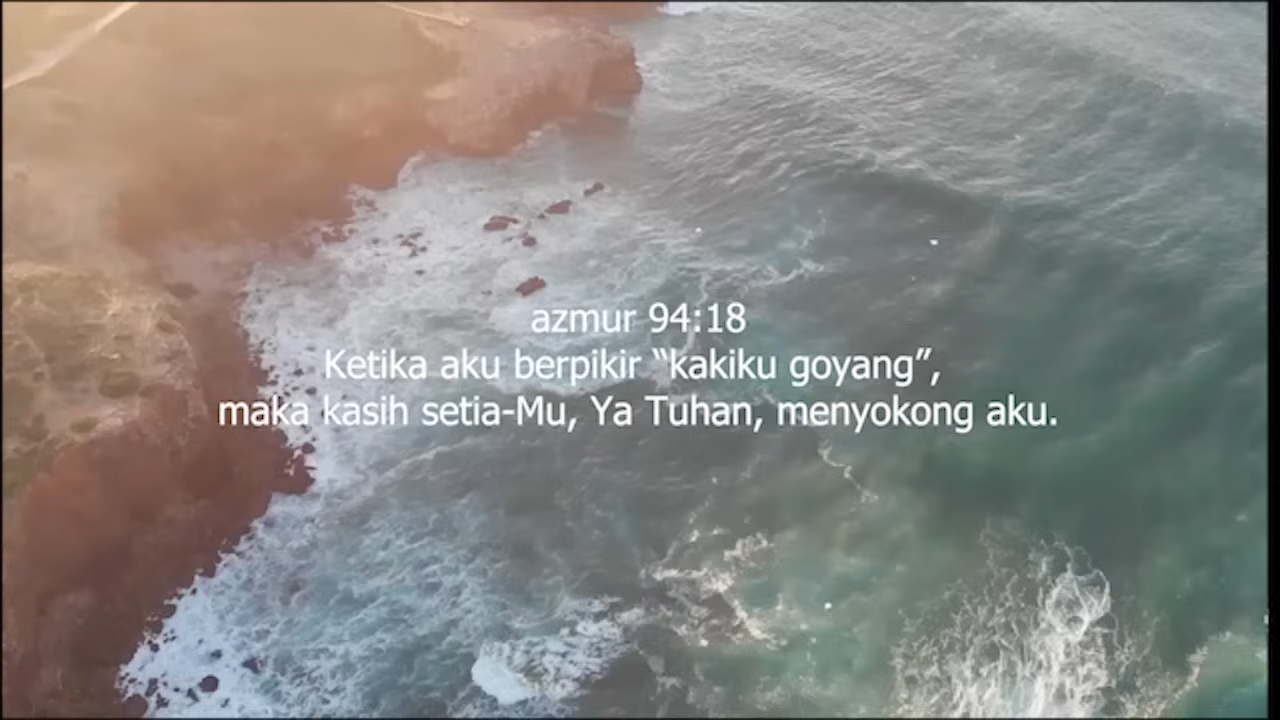 azmur 94:18
Ketika aku berpikir “kakiku goyang”,
maka kasih setia-Mu, Ya Tuhan, menyokong aku.